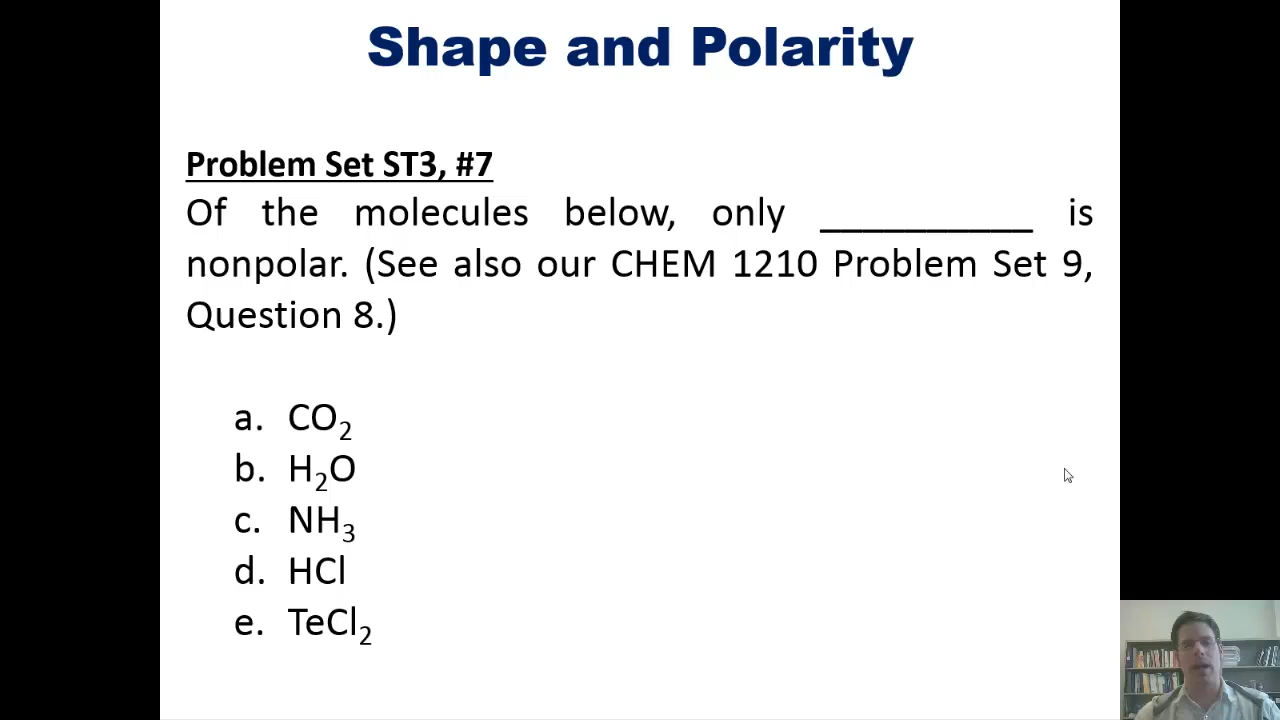 Shape and Polarity
Problem Set ST3, #7
Of the molecules below, only __________ is
nonpolar. (See also our CHEM 1210 Problem Set 9,
Question 8.)
a. CO₂
b. H₂O
c. NH₃
d. HCl
e. TeCl₂